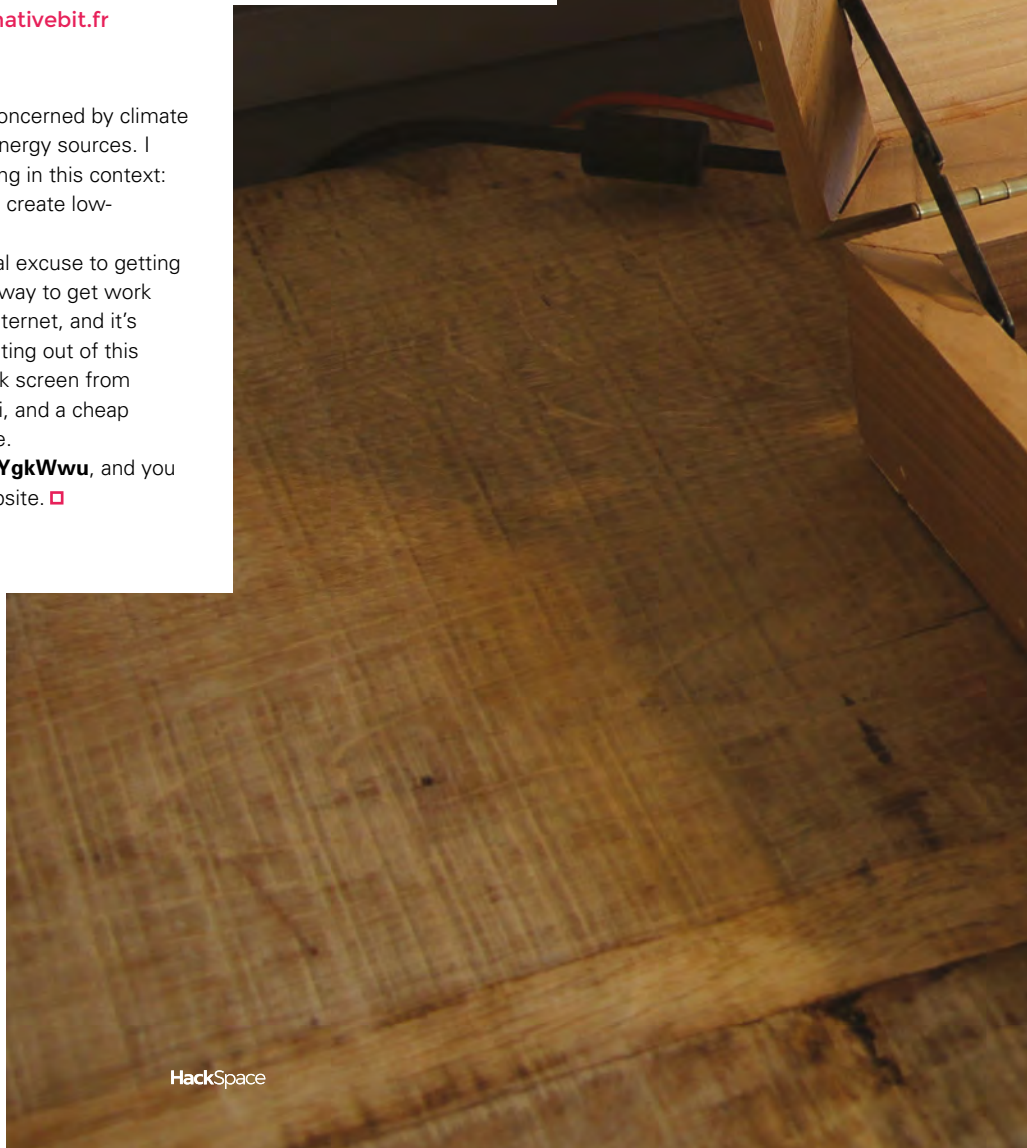 nativebit.fr
oncerned by climate
nergy sources. I
ng in this context:
create low-
al excuse to getting
way to get work
ternet, and it's
ting out of this
k screen from
i, and a cheap
e.
YgkWwu, and you
osite.
HackSpace